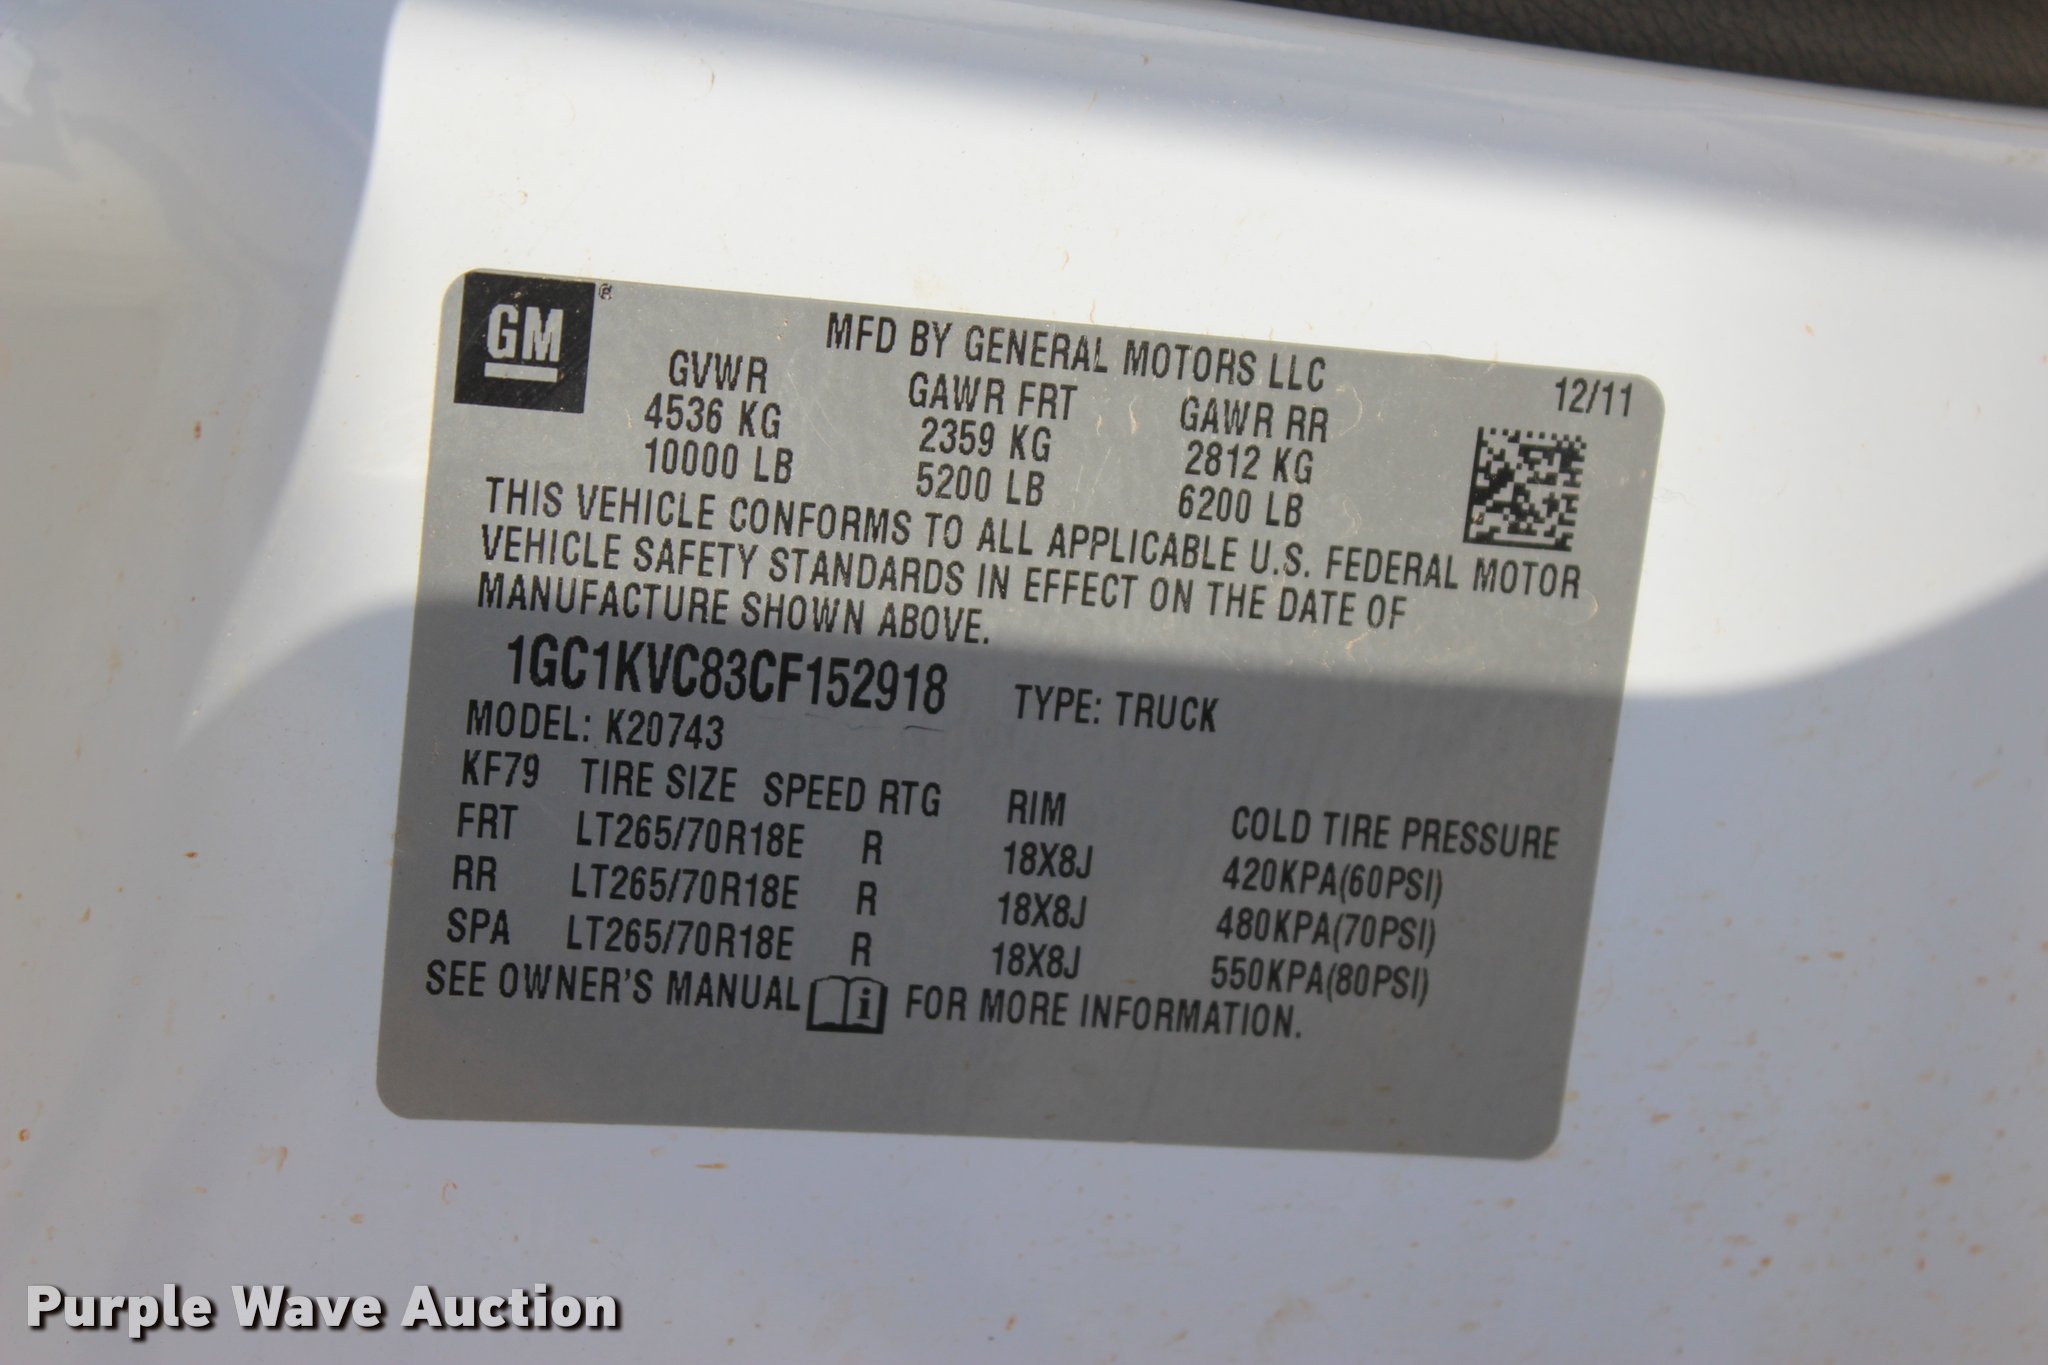 GM
MFD BY GENERAL MOTORS LLC
12/11
GVWR GAWR FRT GAWR RR
4536 KG 2359 KG 2812 KG
10000 LB 5200 LB 6200 LB
THIS VEHICLE CONFORMS TO ALL APPLICABLE U.S. FEDERAL MOTOR
VEHICLE SAFETY STANDARDS IN EFFECT ON THE DATE OF
MANUFACTURE SHOWN ABOVE.
1GC1KVC83CF152918 TYPE: TRUCK
MODEL: K20743
KF79 TIRE SIZE SPEED RTG RIM COLD TIRE PRESSURE
FRT LT265/70R18E R 18X8J 420KPA(60PSI)
RR LT265/70R18E R 18X8J 480KPA(70PSI)
SPA LT265/70R18E R 18X8J 550KPA(80PSI)
SEE OWNER'S MANUAL i FOR MORE INFORMATION.
Purple Wave Auction